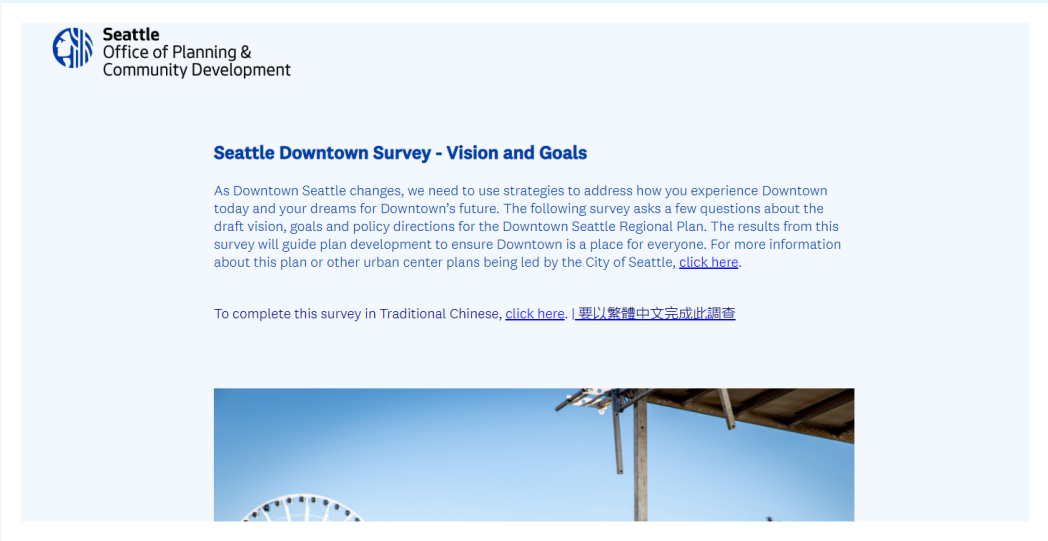 Seattle
Office of Planning &
Community Development
Seattle Downtown Survey - Vision and Goals
As Downtown Seattle changes, we need to use strategies to address how you experience Downtown
today and your dreams for Downtown’s future. The following survey asks a few questions about the
draft vision, goals and policy directions for the Downtown Seattle Regional Plan. The results from this
survey will guide plan development to ensure Downtown is a place for everyone. For more information
about this plan or other urban center plans being led by the City of Seattle, click here.
To complete this survey in Traditional Chinese, click here. | 要以繁體中文完成此調查